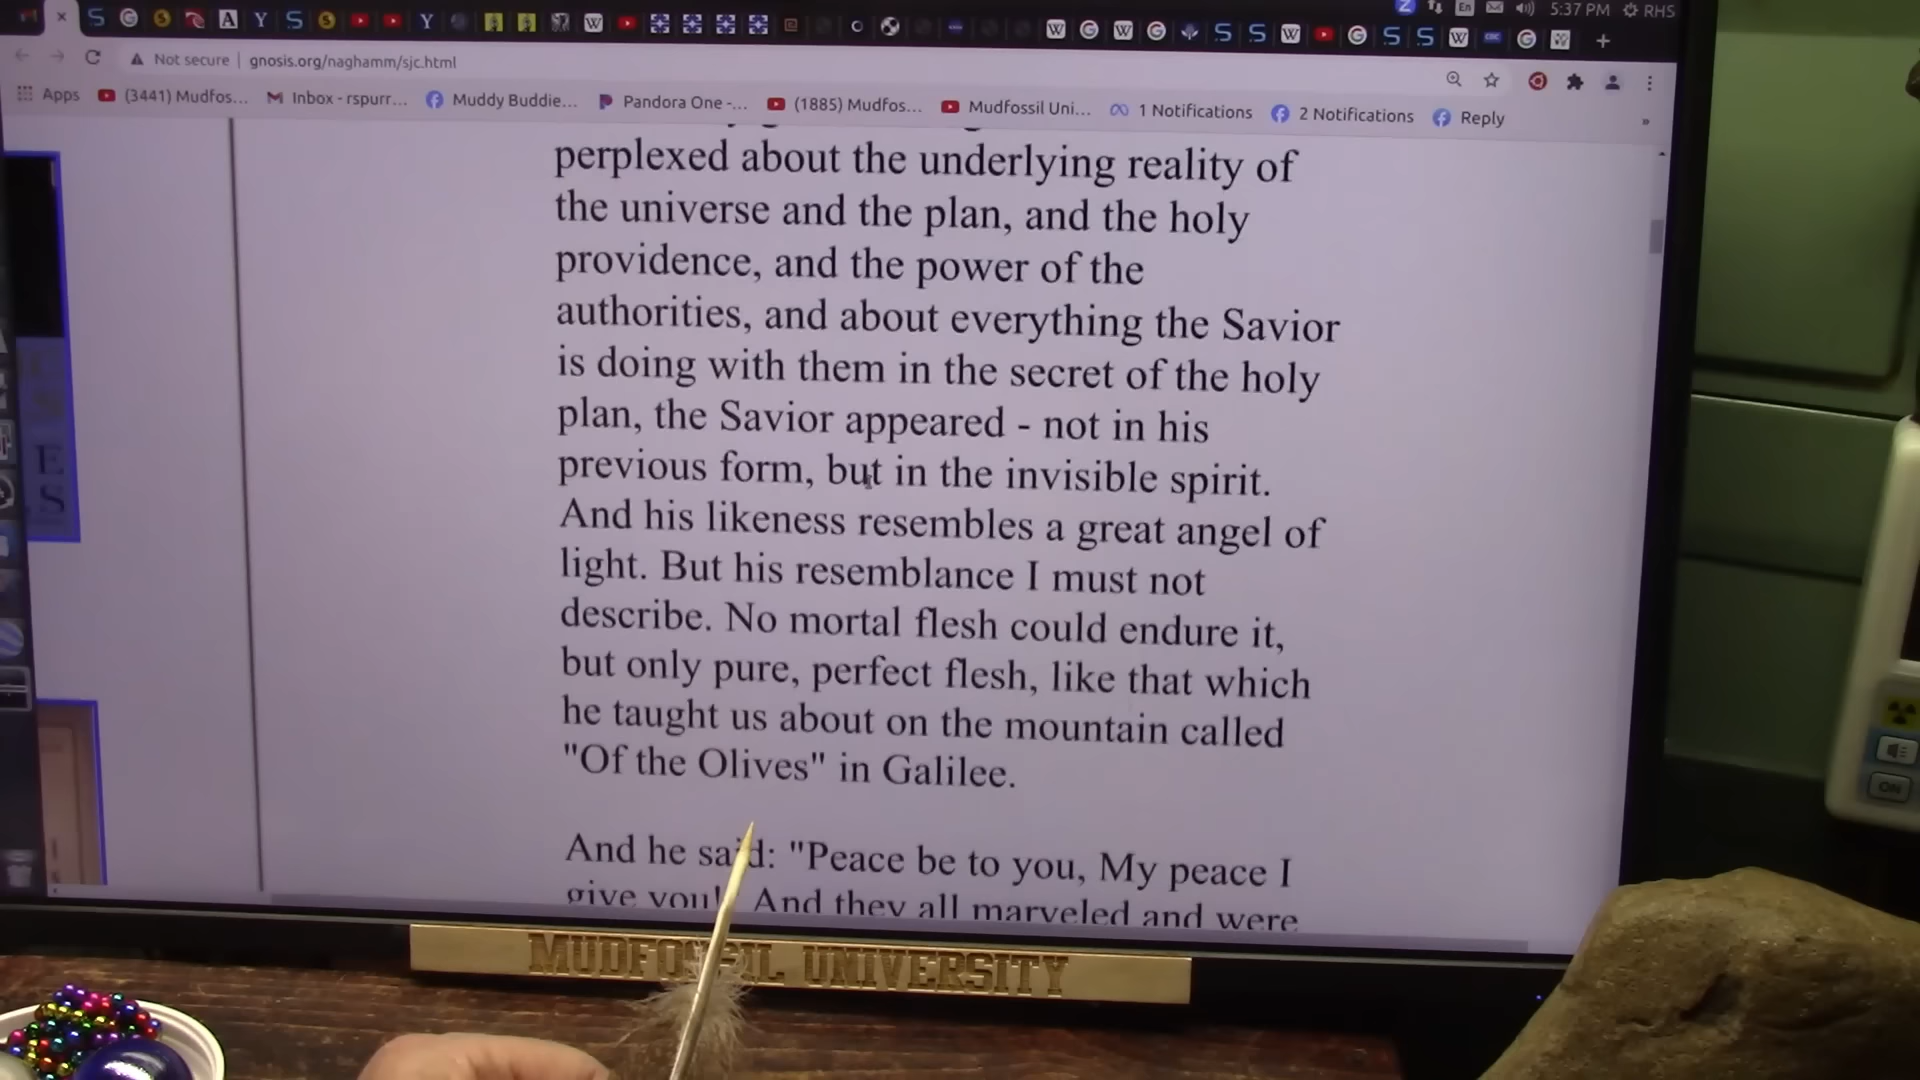 5:37 PM RHS
Not secure | gnosis.org/naghamm/sjc.html
Apps (3441) Mudfos... Inbox - rspurr... Muddy Buddie... Pandora One -... (1885) Mudfos... Mudfossil Uni... 1 Notifications 2 Notifications Reply »
perplexed about the underlying reality of
the universe and the plan, and the holy
providence, and the power of the
authorities, and about everything the Savior
is doing with them in the secret of the holy
plan, the Savior appeared - not in his
previous form, but in the invisible spirit.
And his likeness resembles a great angel of
light. But his resemblance I must not
describe. No mortal flesh could endure it,
but only pure, perfect flesh, like that which
he taught us about on the mountain called
"Of the Olives" in Galilee.
And he said: "Peace be to you, My peace I
give you! And they all marveled and were
E
S
MUDFOSSIL UNIVERSITY
ON